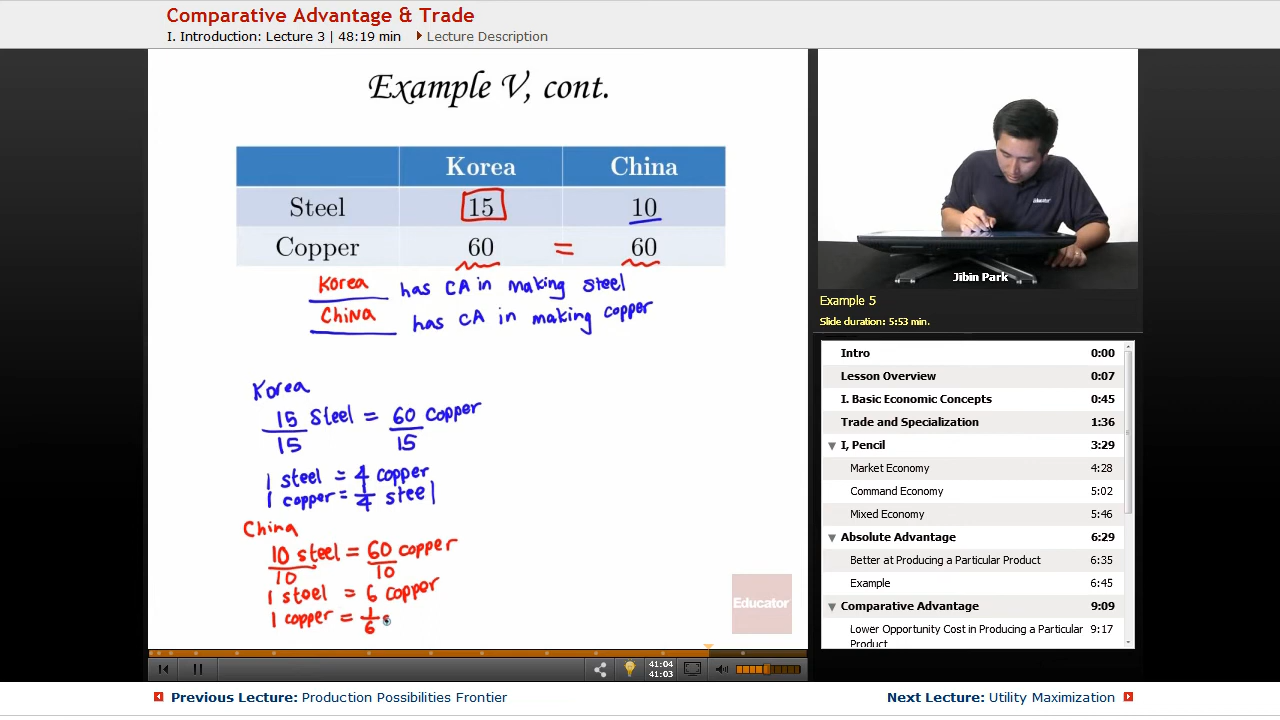 Comparative Advantage & Trade
I. Introduction: Lecture 3 | 48:19 min Lecture Description
Example V, cont.
Korea China
Steel 15 10
Copper 60 = 60
Korea has CA in making steel
China has CA in making copper
Korea
15 steel = 60 copper
15 15
1 steel = 4 copper
1 copper = 1/4 steel
China
10 steel = 60 copper
10 10
1 steel = 6 copper
1 copper = 1/6
Educator
41:04
41:03
Educator
Jibin Park
Example 5
Slide duration: 5:53 min.
Intro 0:00
Lesson Overview 0:07
I. Basic Economic Concepts 0:45
Trade and Specialization 1:36
I, Pencil 3:29
Market Economy 4:28
Command Economy 5:02
Mixed Economy 5:46
Absolute Advantage 6:29
Better at Producing a Particular Product 6:35
Example 6:45
Comparative Advantage 9:09
Lower Opportunity Cost in Producing a Particular 9:17
Product
Previous Lecture: Production Possibilities Frontier
Next Lecture: Utility Maximization